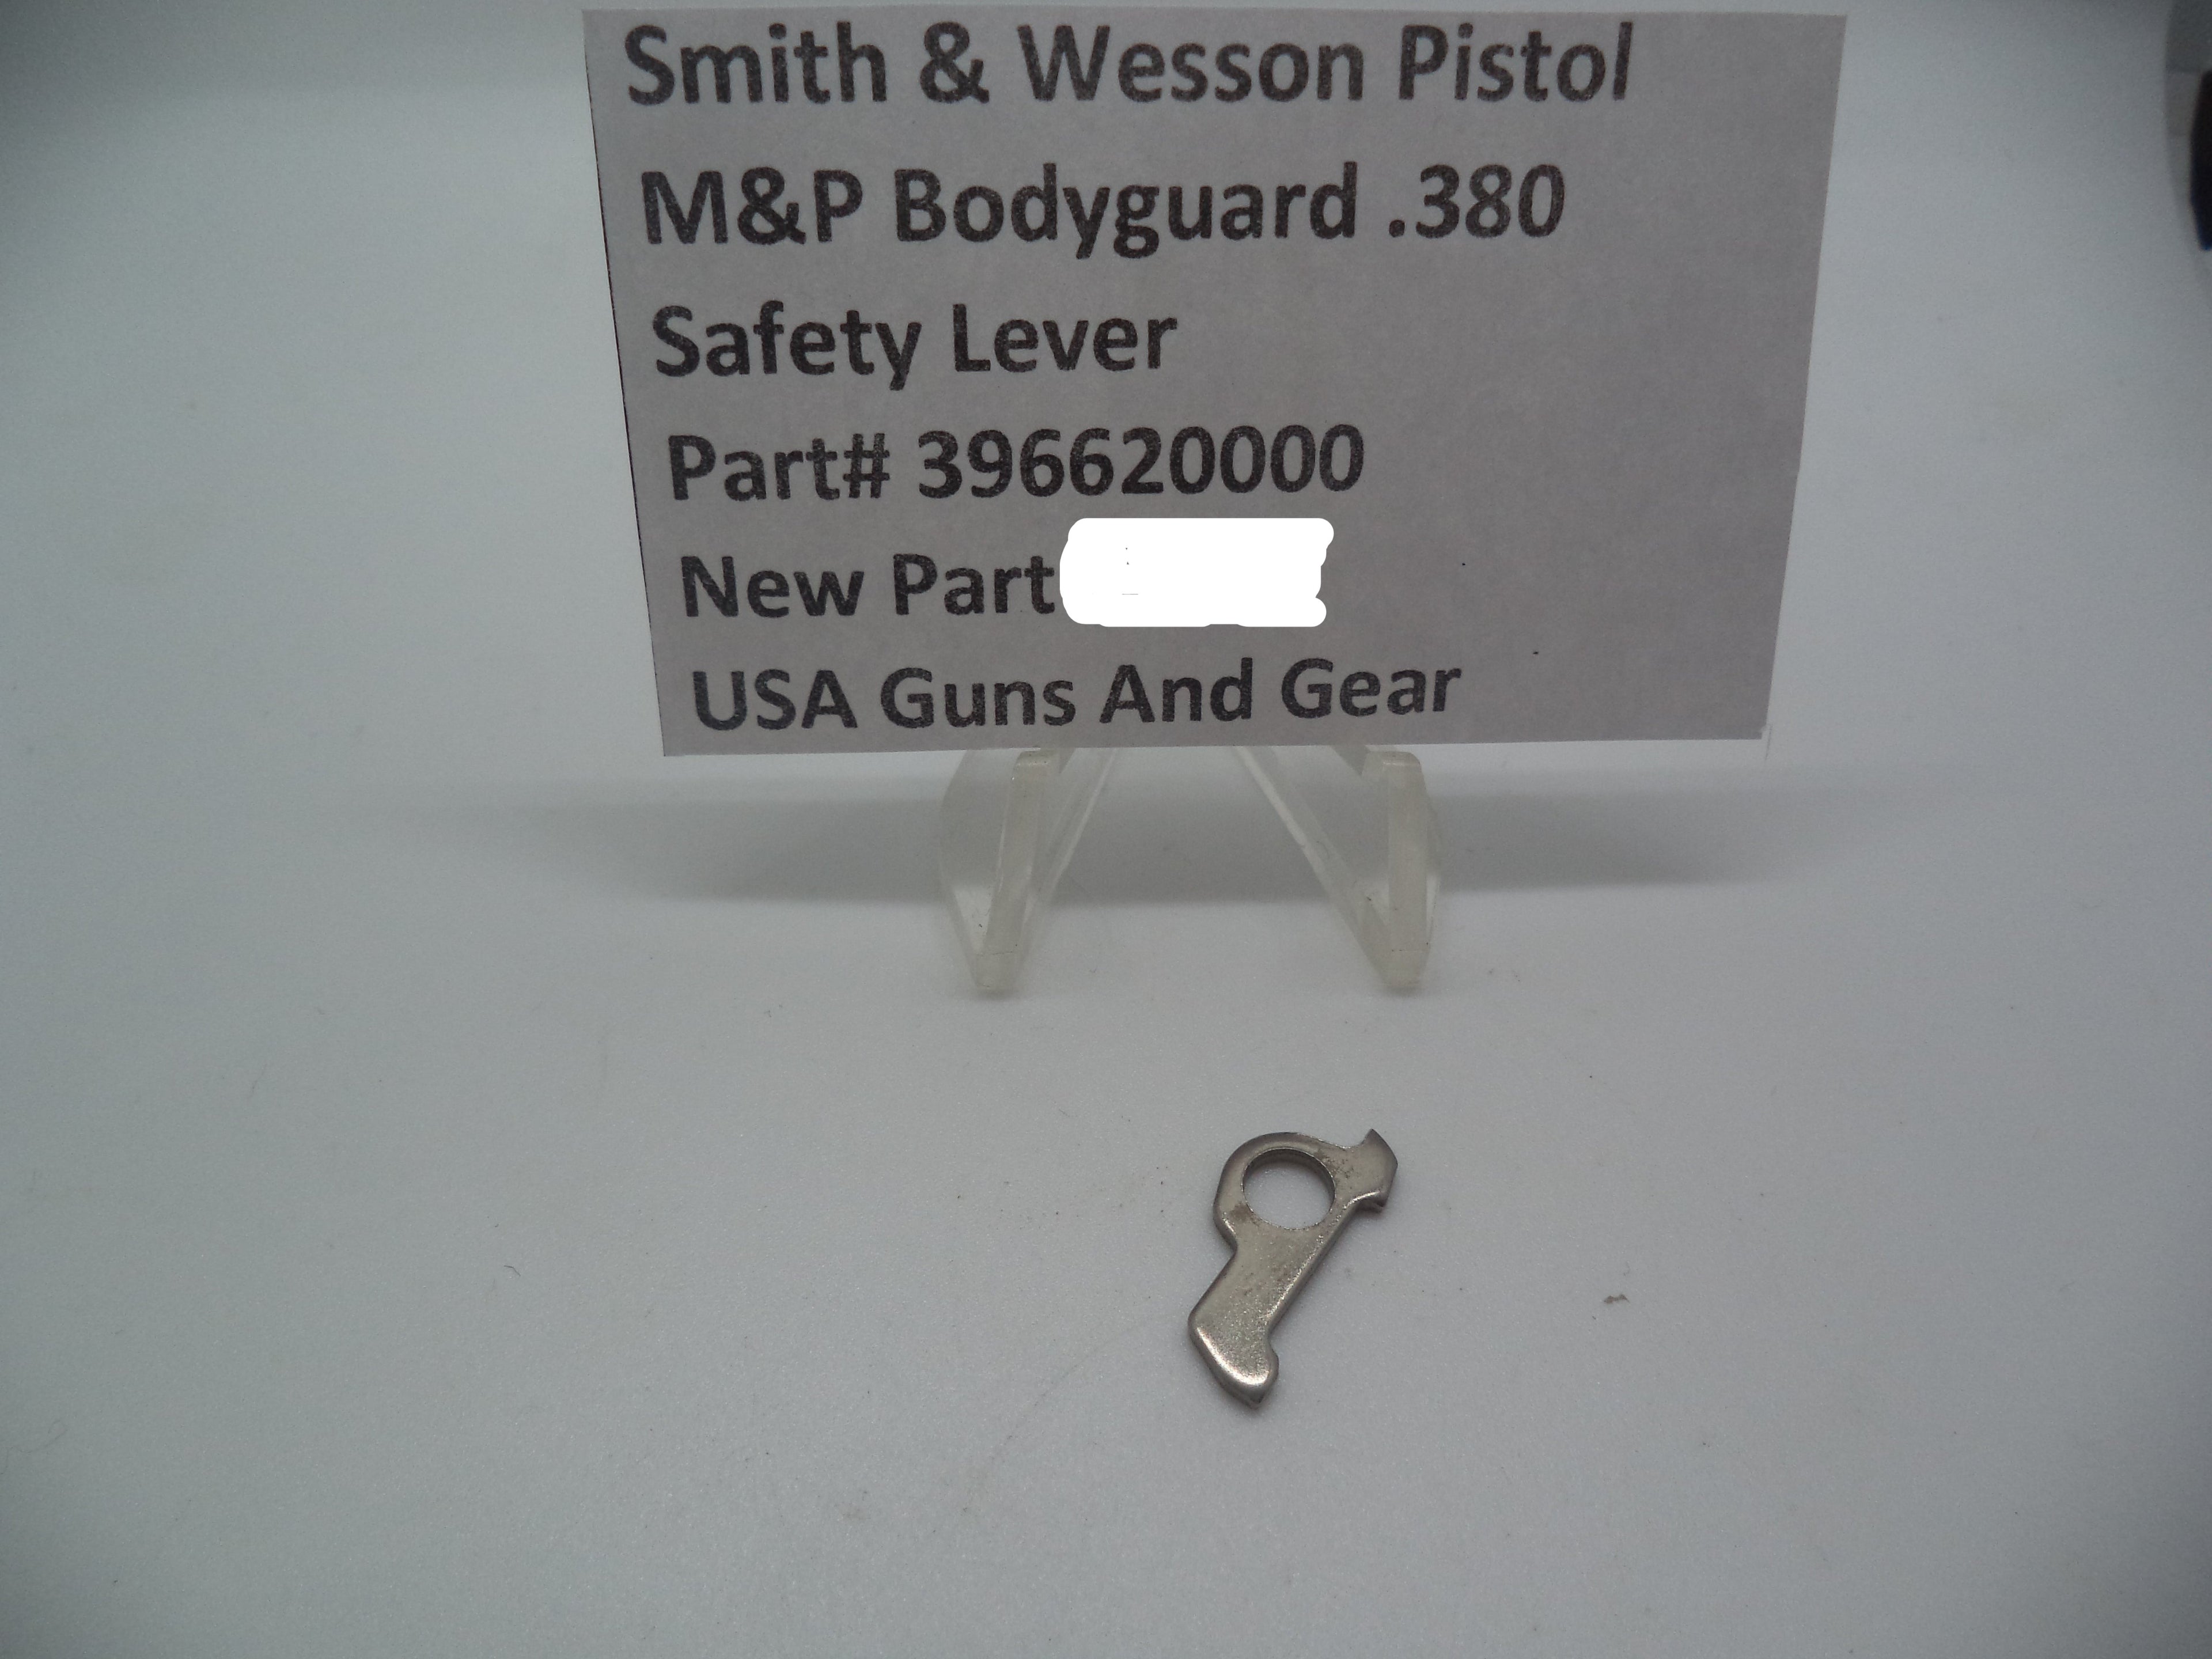 Smith & Wesson Pistol
M&P Bodyguard .380
Safety Lever
Part# 396620000
New Part
USA Guns And Gear